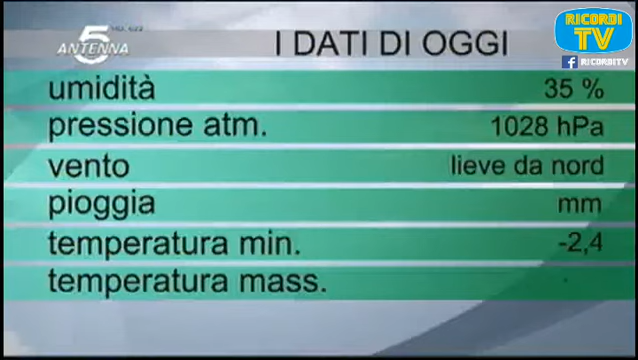 5
ANTENNA
I DATI DI OGGI
RICORDI
TV
f RICORDITV
umidità 35 %
pressione atm. 1028 hPa
vento lieve da nord
pioggia mm
temperatura min. -2,4
temperatura mass.